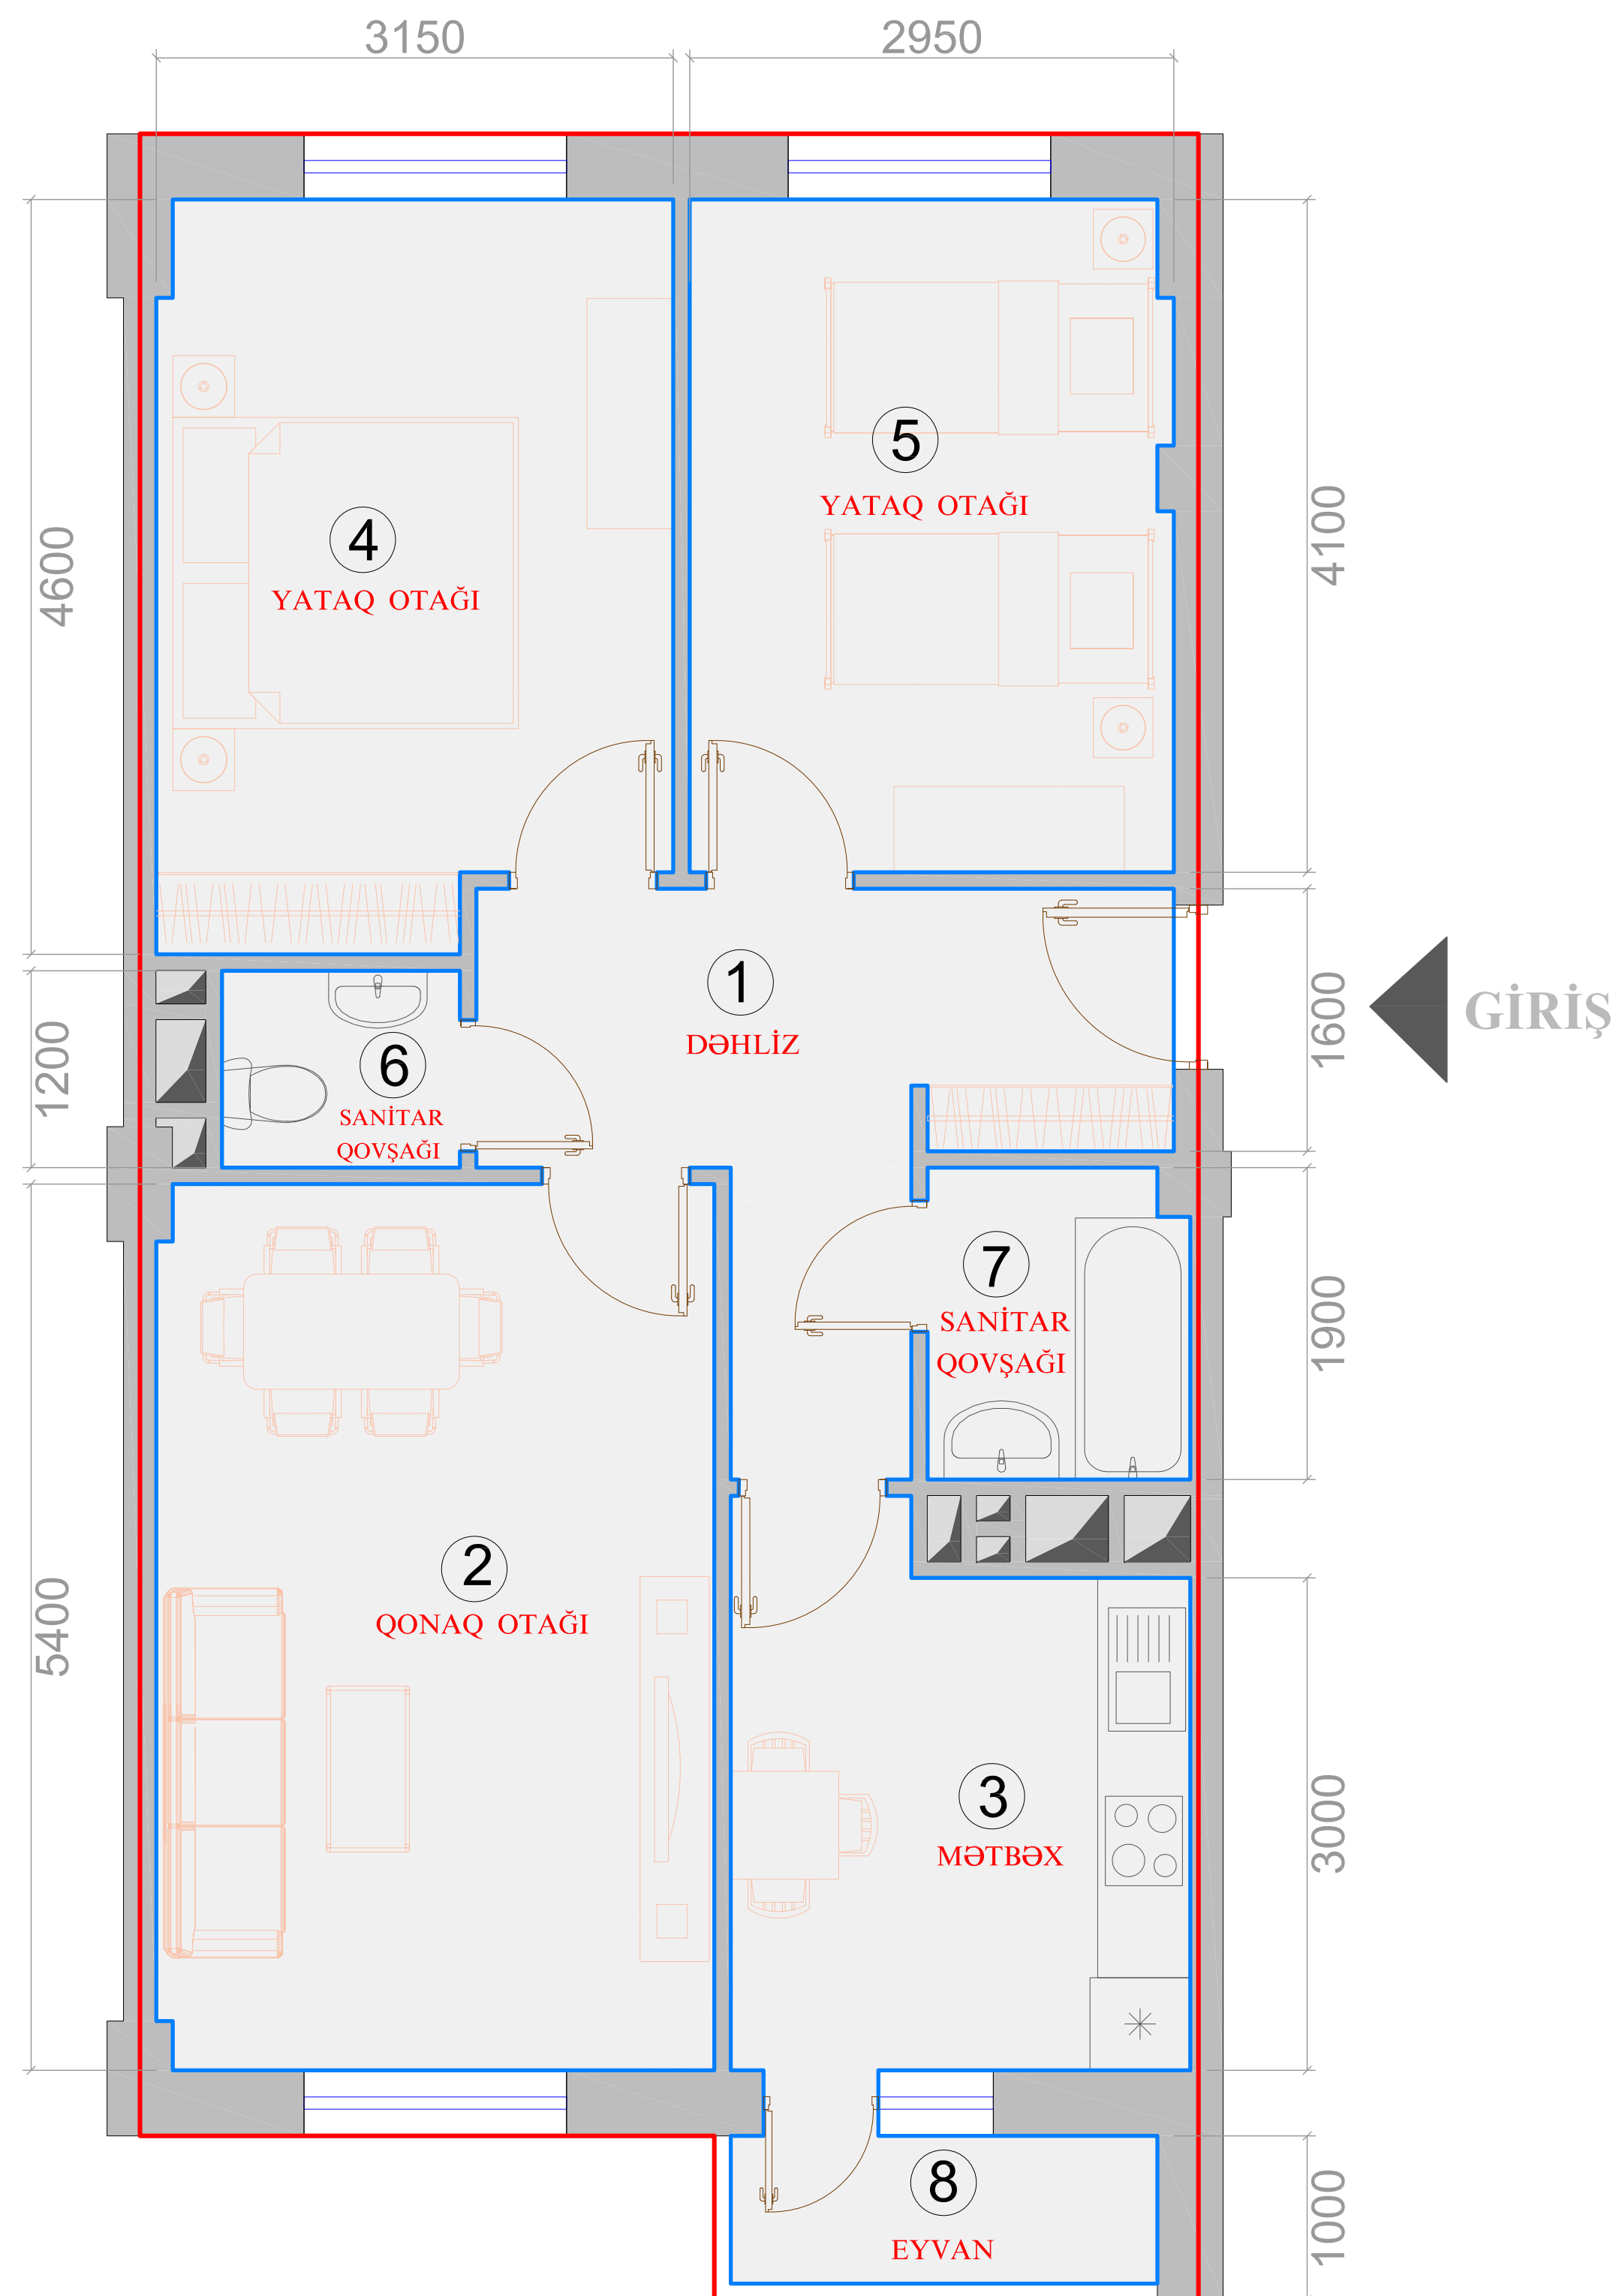 3150
2950
4600
4100
5
YATAQ OTAĞI
4
YATAQ OTAĞI
1
DƏHLİZ
1600
GİRİŞ
1200
6
SANİTAR
QOVŞAĞI
7
SANİTAR
QOVŞAĞI
1900
2
QONAQ OTAĞI
5400
3
MƏTBƏX
3000
8
EYVAN
1000